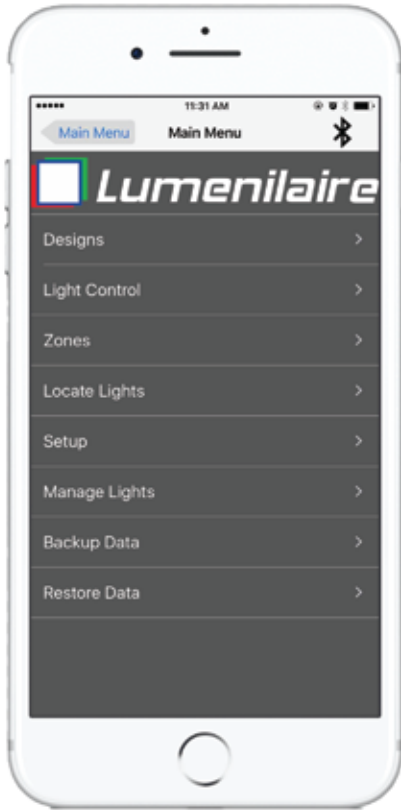 11:31 AM
Main Menu Main Menu
Lumenilaire
Designs
Light Control
Zones
Locate Lights
Setup
Manage Lights
Backup Data
Restore Data